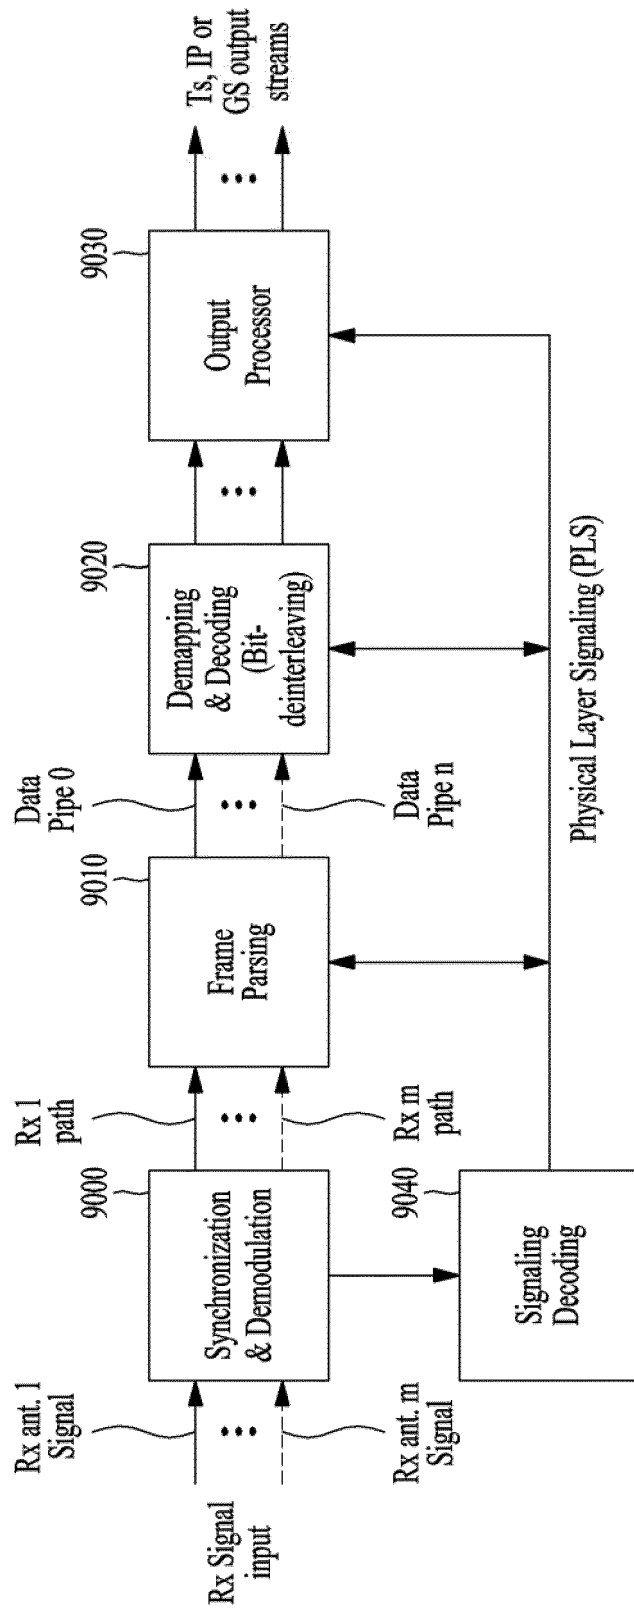 Rx Signal
input
Rx ant. 1
Signal
Rx ant. m
Signal
9000
Synchronization
& Demodulation
Rx 1
path
Rx m
path
9010
Frame
Parsing
Data
Pipe 0
Data
Pipe n
9020
Demapping
& Decoding
(Bit-
deinterleaving)
9030
Output
Processor
Ts, IP or
GS output
streams
9040
Signaling
Decoding
Physical Layer Signaling (PLS)